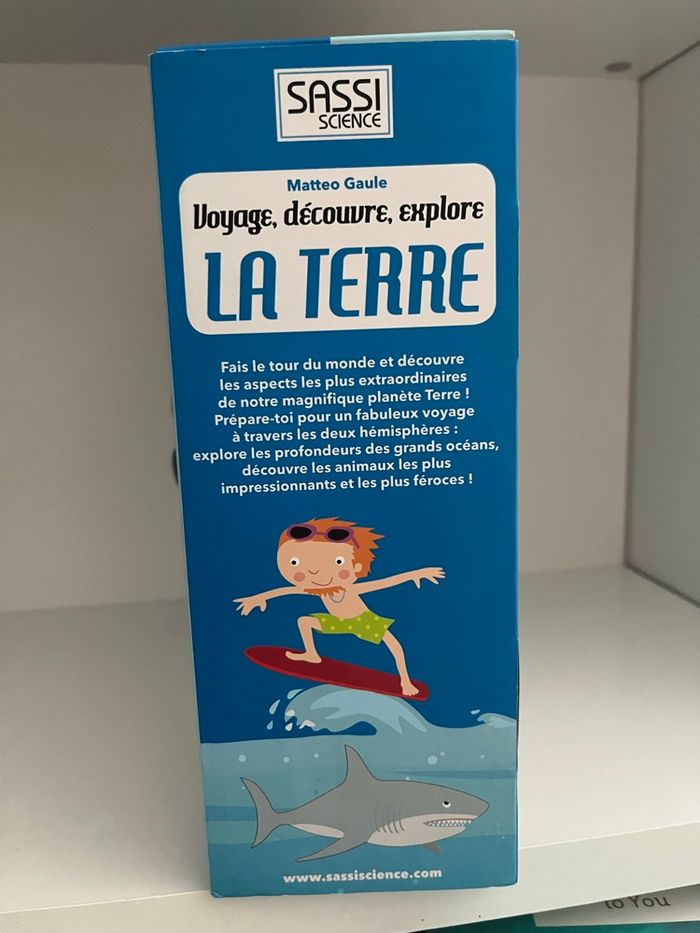 SASSI
SCIENCE
Matteo Gaule
Voyage, découvre, explore
LA TERRE
Fais le tour du monde et découvre
les aspects les plus extraordinaires
de notre magnifique planète Terre !
Prépare-toi pour un fabuleux voyage
à travers les deux hémisphères :
explore les profondeurs des grands océans,
découvre les animaux les plus
impressionnants et les plus féroces !
www.sassiscience.com
to You